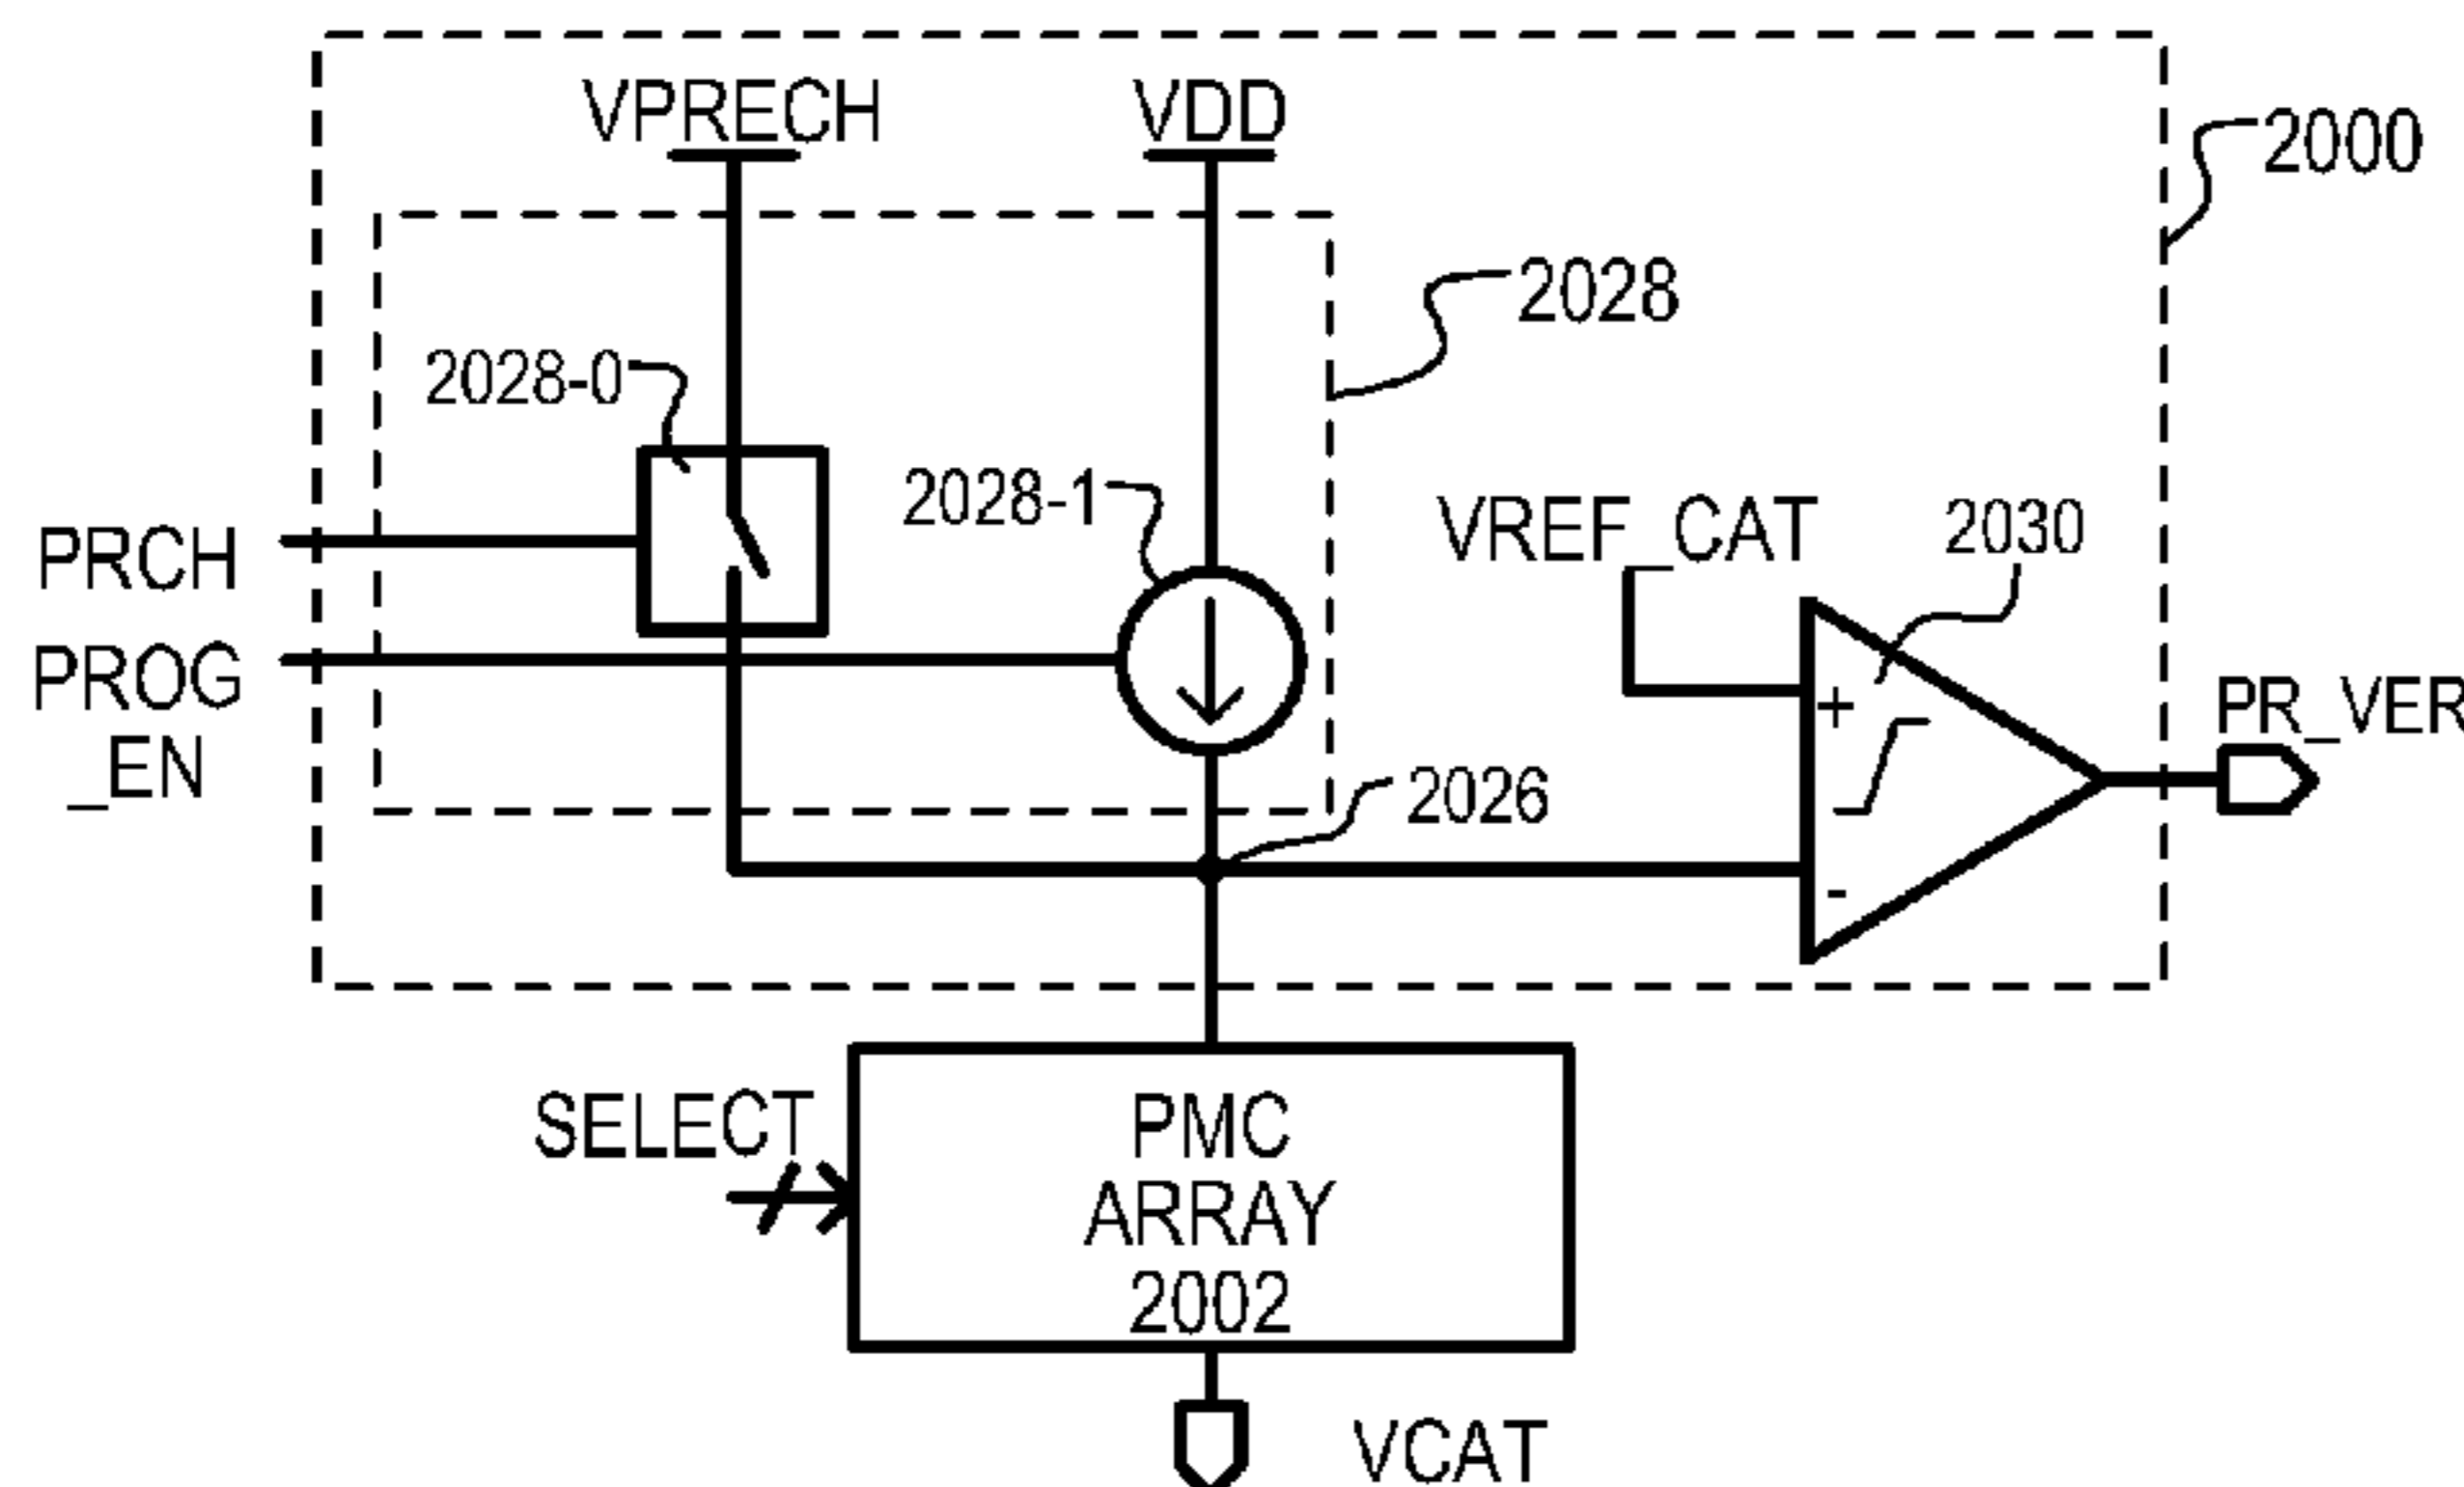 VPRECH
VDD
2000
2028
2028-0
2028-1
VREF_CAT
2030
PRCH
PROG
_EN
PR_VER
+
2026
-
SELECT
PMC
ARRAY
2002
VCAT